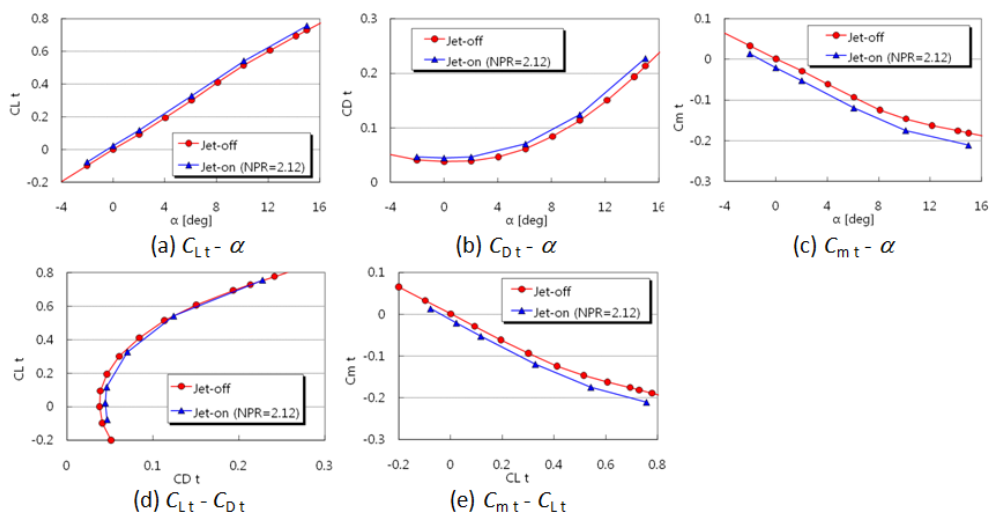 0.8
0.6
0.4
0.2
0
-0.2
CL t
Jet-off
Jet-on (NPR=2.12)
-4 0 4 8 12 16
α [deg]
(a) CL t - α
0.3
0.2
0.1
0
CD t
Jet-off
Jet-on (NPR=2.12)
-4 0 4 8 12 16
α [deg]
(b) CD t - α
0.1
0
-0.1
-0.2
-0.3
Cm t
Jet-off
Jet-on (NPR=2.12)
-4 0 4 8 12 16
α [deg]
(c) Cm t - α
0.8
0.6
0.4
0.2
0
-0.2
CL t
Jet-off
Jet-on (NPR=2.12)
0 0.1 0.2 0.3
CD t
(d) CL t - CD t
0.1
0
-0.1
-0.2
-0.3
Cm t
Jet-off
Jet-on (NPR=2.12)
-0.2 0 0.2 0.4 0.6 0.8
CL t
(e) Cm t - CL t